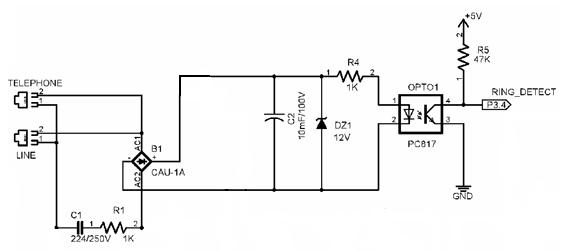 +5V
2
R5
47K
1
TELEPHONE
2
1
2
1
LINE
R4
1
2
1K
OPTO1
1
4
2
3
PC817
RING_DETECT
P3.4
C2
10mF/100V
DZ1
12V
AC1
B1
-
+
AC2
CAU-1A
C1
1
R1
2
224/250V
1K
GND